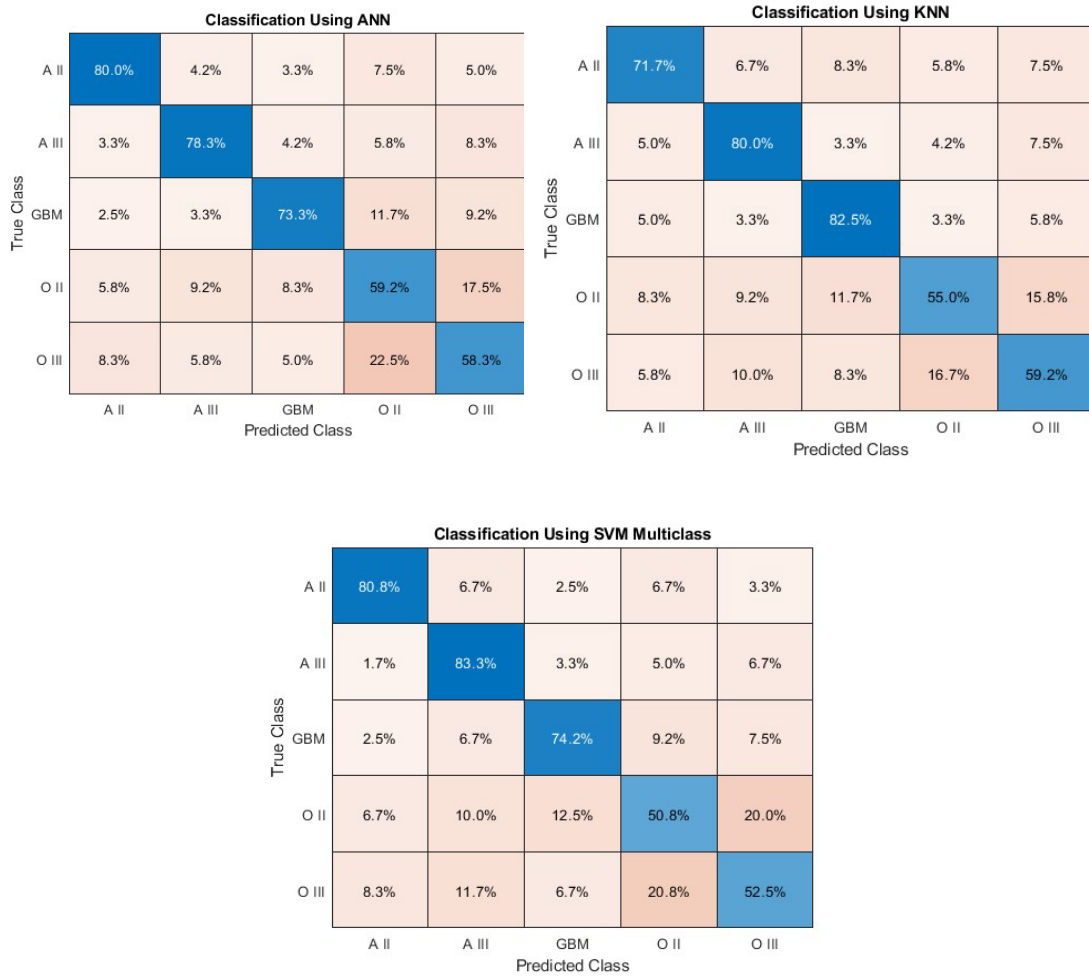 Classification Using ANN
True Class
A II 80.0% 4.2% 3.3% 7.5% 5.0%
A III 3.3% 78.3% 4.2% 5.8% 8.3%
GBM 2.5% 3.3% 73.3% 11.7% 9.2%
O II 5.8% 9.2% 8.3% 59.2% 17.5%
O III 8.3% 5.8% 5.0% 22.5% 58.3%
A II A III GBM O II O III
Predicted Class
Classification Using KNN
True Class
A II 71.7% 6.7% 8.3% 5.8% 7.5%
A III 5.0% 80.0% 3.3% 4.2% 7.5%
GBM 5.0% 3.3% 82.5% 3.3% 5.8%
O II 8.3% 9.2% 11.7% 55.0% 15.8%
O III 5.8% 10.0% 8.3% 16.7% 59.2%
A II A III GBM O II O III
Predicted Class
Classification Using SVM Multiclass
True Class
A II 80.8% 6.7% 2.5% 6.7% 3.3%
A III 1.7% 83.3% 3.3% 5.0% 6.7%
GBM 2.5% 6.7% 74.2% 9.2% 7.5%
O II 6.7% 10.0% 12.5% 50.8% 20.0%
O III 8.3% 11.7% 6.7% 20.8% 52.5%
A II A III GBM O II O III
Predicted Class